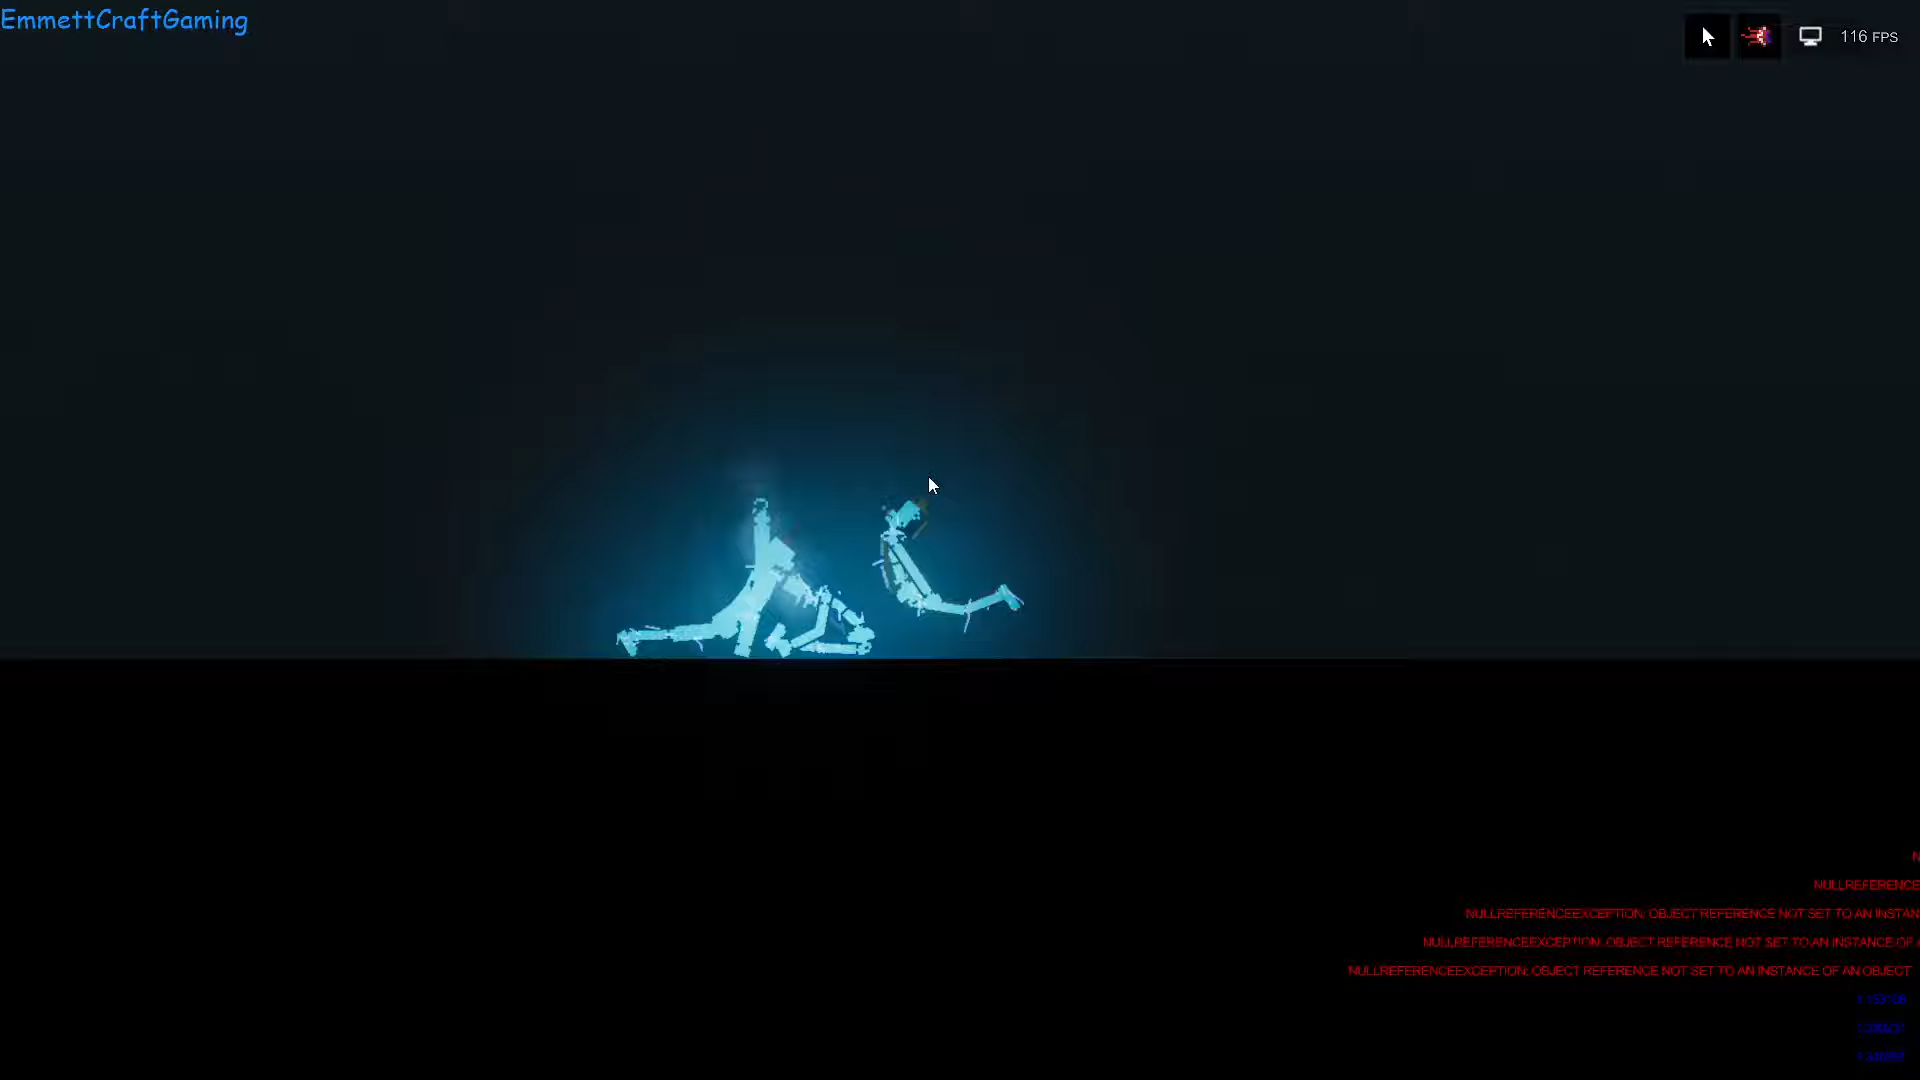 EmmettCraftGaming
116 FPS
N
NULLREFERENCE
NULLREFERENCEEXCEPTION: OBJECT REFERENCE NOT SET TO AN INSTAN
NULLREFERENCEEXCEPTION: OBJECT REFERENCE NOT SET TO AN INSTANCE OF A
NULLREFERENCEEXCEPTION: OBJECT REFERENCE NOT SET TO AN INSTANCE OF AN OBJECT